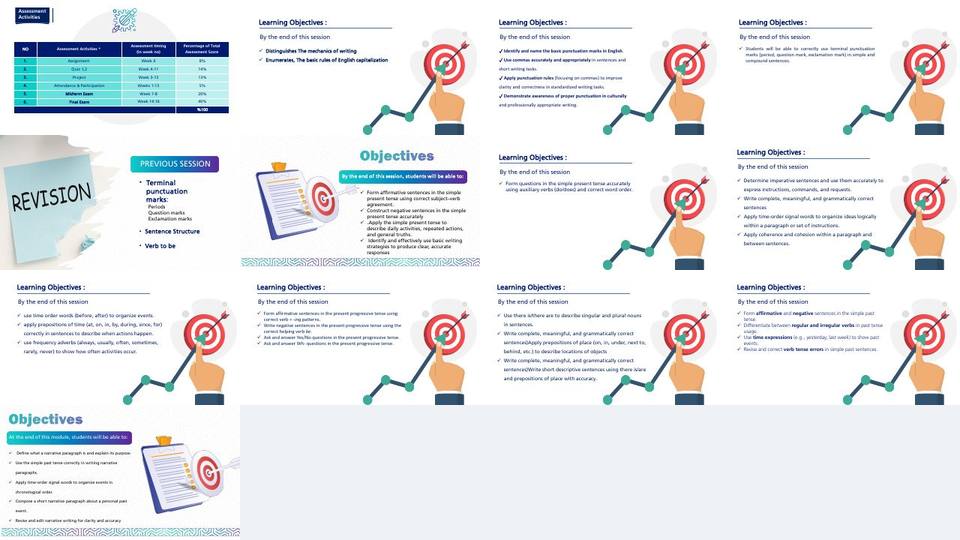 Assessment
Activities
NO
Assessment Activities *
Assessment timing
(in week no)
Percentage of Total
Assessment Score
1.
Assignment
Week 3
8%
2.
Quiz 1,2
Week 4-11
14%
3.
Project
Week 3-13
13%
4.
Attendance & Participation
Weeks 1-13
5%
5.
Midterm Exam
Week 7-8
20%
6.
Final Exam
Week 14-16
40%
%100
Learning Objectives :
By the end of this session
✓ Distinguishes The mechanics of writing
✓ Enumerates, The basic rules of English capitalization
Learning Objectives :
By the end of this session
✓ Identify and name the basic punctuation marks in English.
✓ Use commas accurately and appropriately in sentences and
short writing tasks.
✓ Apply punctuation rules (focusing on commas) to improve
clarity and correctness in standardized writing tasks.
✓ Demonstrate awareness of proper punctuation in culturally
and professionally appropriate writing.
Learning Objectives :
By the end of this session
✓ Students will be able to correctly use terminal punctuation
marks (period, question mark, exclamation mark) in simple and
compound sentences.
REVISION
PREVIOUS SESSION
• Terminal
punctuation
marks:
Periods
Question marks
Exclamation marks
• Sentence Structure
• Verb to be
Objectives
By the end of this session, students will be able to:
✓ Form affirmative sentences in the simple
present tense using correct subject-verb
agreement.
✓ Construct negative sentences in the simple
present tense accurately
✓ .Apply the simple present tense to
describe daily activities, repeated actions,
and general truths.
✓ Identify and effectively use basic writing
strategies to produce clear, accurate
responses
Learning Objectives :
By the end of this session
✓ Form questions in the simple present tense accurately
using auxiliary verbs (do/does) and correct word order.
Learning Objectives :
By the end of this session
✓ Determine imperative sentences and use them accurately to
express instructions, commands, and requests.
✓ Write complete, meaningful, and grammatically correct
sentences
✓ Apply time-order signal words to organize ideas logically
within a paragraph or set of instructions.
✓ Apply coherence and cohesion within a paragraph and
between sentences.
Learning Objectives :
By the end of this session
✓ use time order words (before, after) to organize events.
✓ apply prepositions of time (at, on, in, by, during, since, for)
correctly in sentences to describe when actions happen.
✓ use frequency adverbs (always, usually, often, sometimes,
rarely, never) to show how often activities occur.
Learning Objectives :
By the end of this session
✓ Form affirmative sentences in the present progressive tense using
correct verb + -ing patterns.
✓ Write negative sentences in the present progressive tense using the
correct helping verb be.
✓ Ask and answer Yes/No questions in the present progressive tense.
✓ Ask and answer Wh- questions in the present progressive tense.
Learning Objectives :
By the end of this session
✓ Use there is/there are to describe singular and plural nouns
in sentences.
✓ Write complete, meaningful, and grammatically correct
sentencesApply prepositions of place (on, in, under, next to,
behind, etc.) to describe locations of objects
✓ Write complete, meaningful, and grammatically correct
sentencesWrite short descriptive sentences using there is/are
and prepositions of place with accuracy.
Learning Objectives :
By the end of this session
✓ Form affirmative and negative sentences in the simple past
tense.
✓ Differentiate between regular and irregular verbs in past tense
usage.
✓ Use time expressions (e.g., yesterday, last week) to show past
events.
✓ Revise and correct verb tense errors in simple past sentences.
Objectives
At the end of this module, students will be able to:
✓ Define what a narrative paragraph is and explain its purpose
✓ Use the simple past tense correctly in writing narrative
paragraphs.
✓ Apply time-order signal words to organize events in
chronological order.
✓ Compose a short narrative paragraph about a personal past
event.
✓ Revise and edit narrative writing for clarity and accuracy